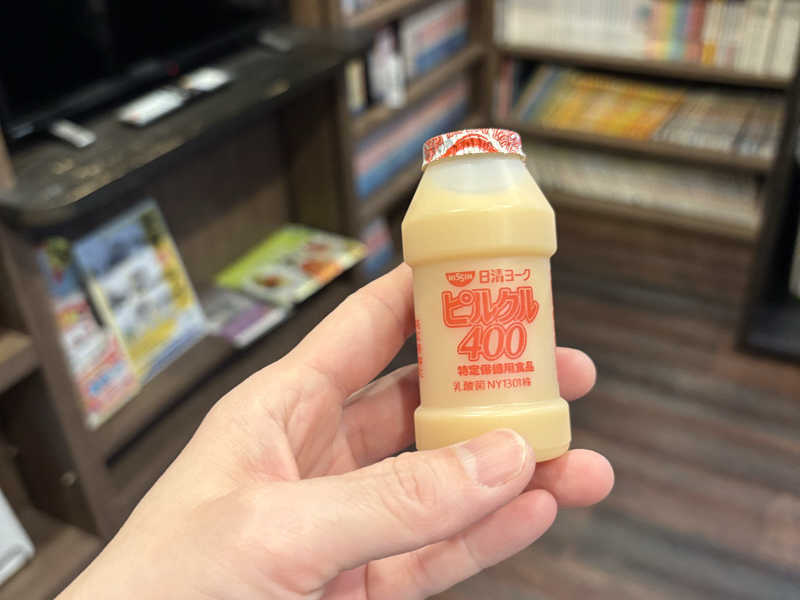 NISSIN 日清ヨーク
ピルクル
400
特定保健用食品
乳酸菌NY1301株